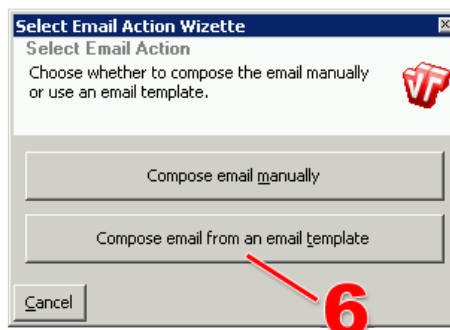 Select Email Action Wizette
Select Email Action
Choose whether to compose the email manually
or use an email template.
Compose email manually
Compose email from an email template
Cancel
6